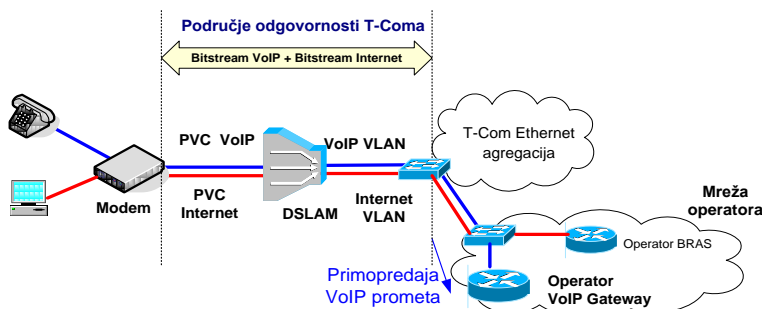 Područje odgovornosti T-Coma
Bitstream VoIP + Bitstream Internet
PVC VoIP
VoIP VLAN
T-Com Ethernet
agregacija
Modem
PVC
Internet
DSLAM
Internet
VLAN
Mreža
operatora
Operator BRAS
Primopredaja
VoIP prometa
Operator
VoIP Gateway